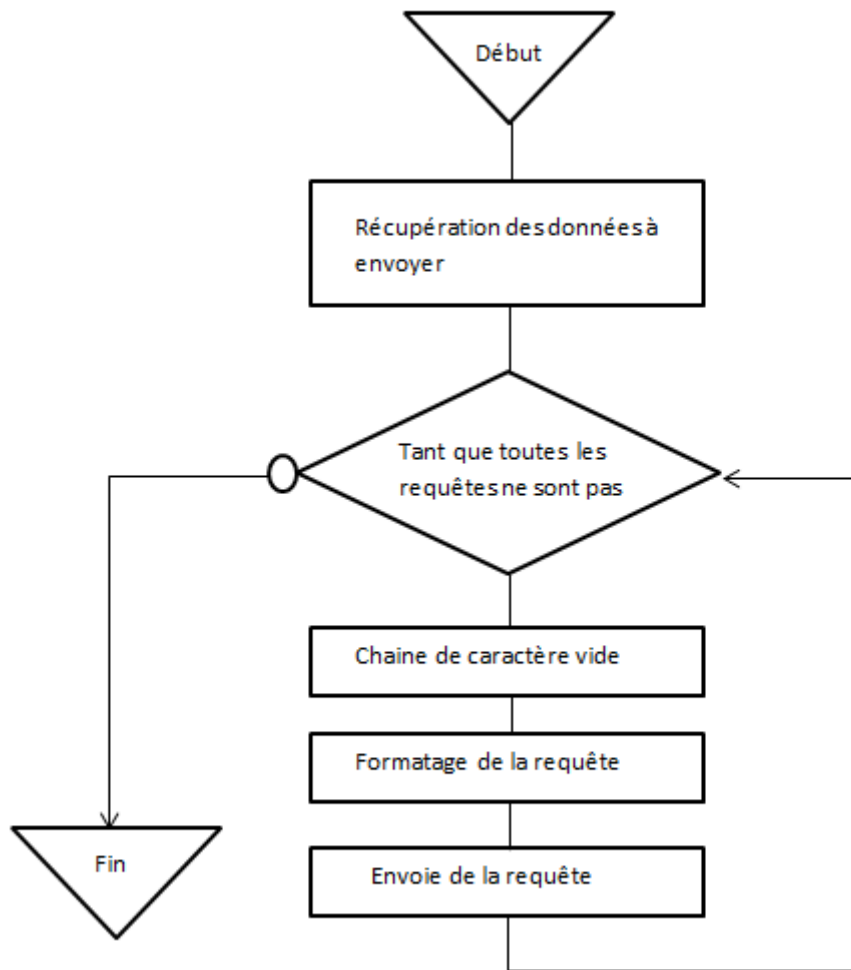 Début
Récupération des données à
envoyer
Tant que toutes les
requêtes ne sont pas
Chaine de caractère vide
Formatage de la requête
Fin
Envoie de la requête